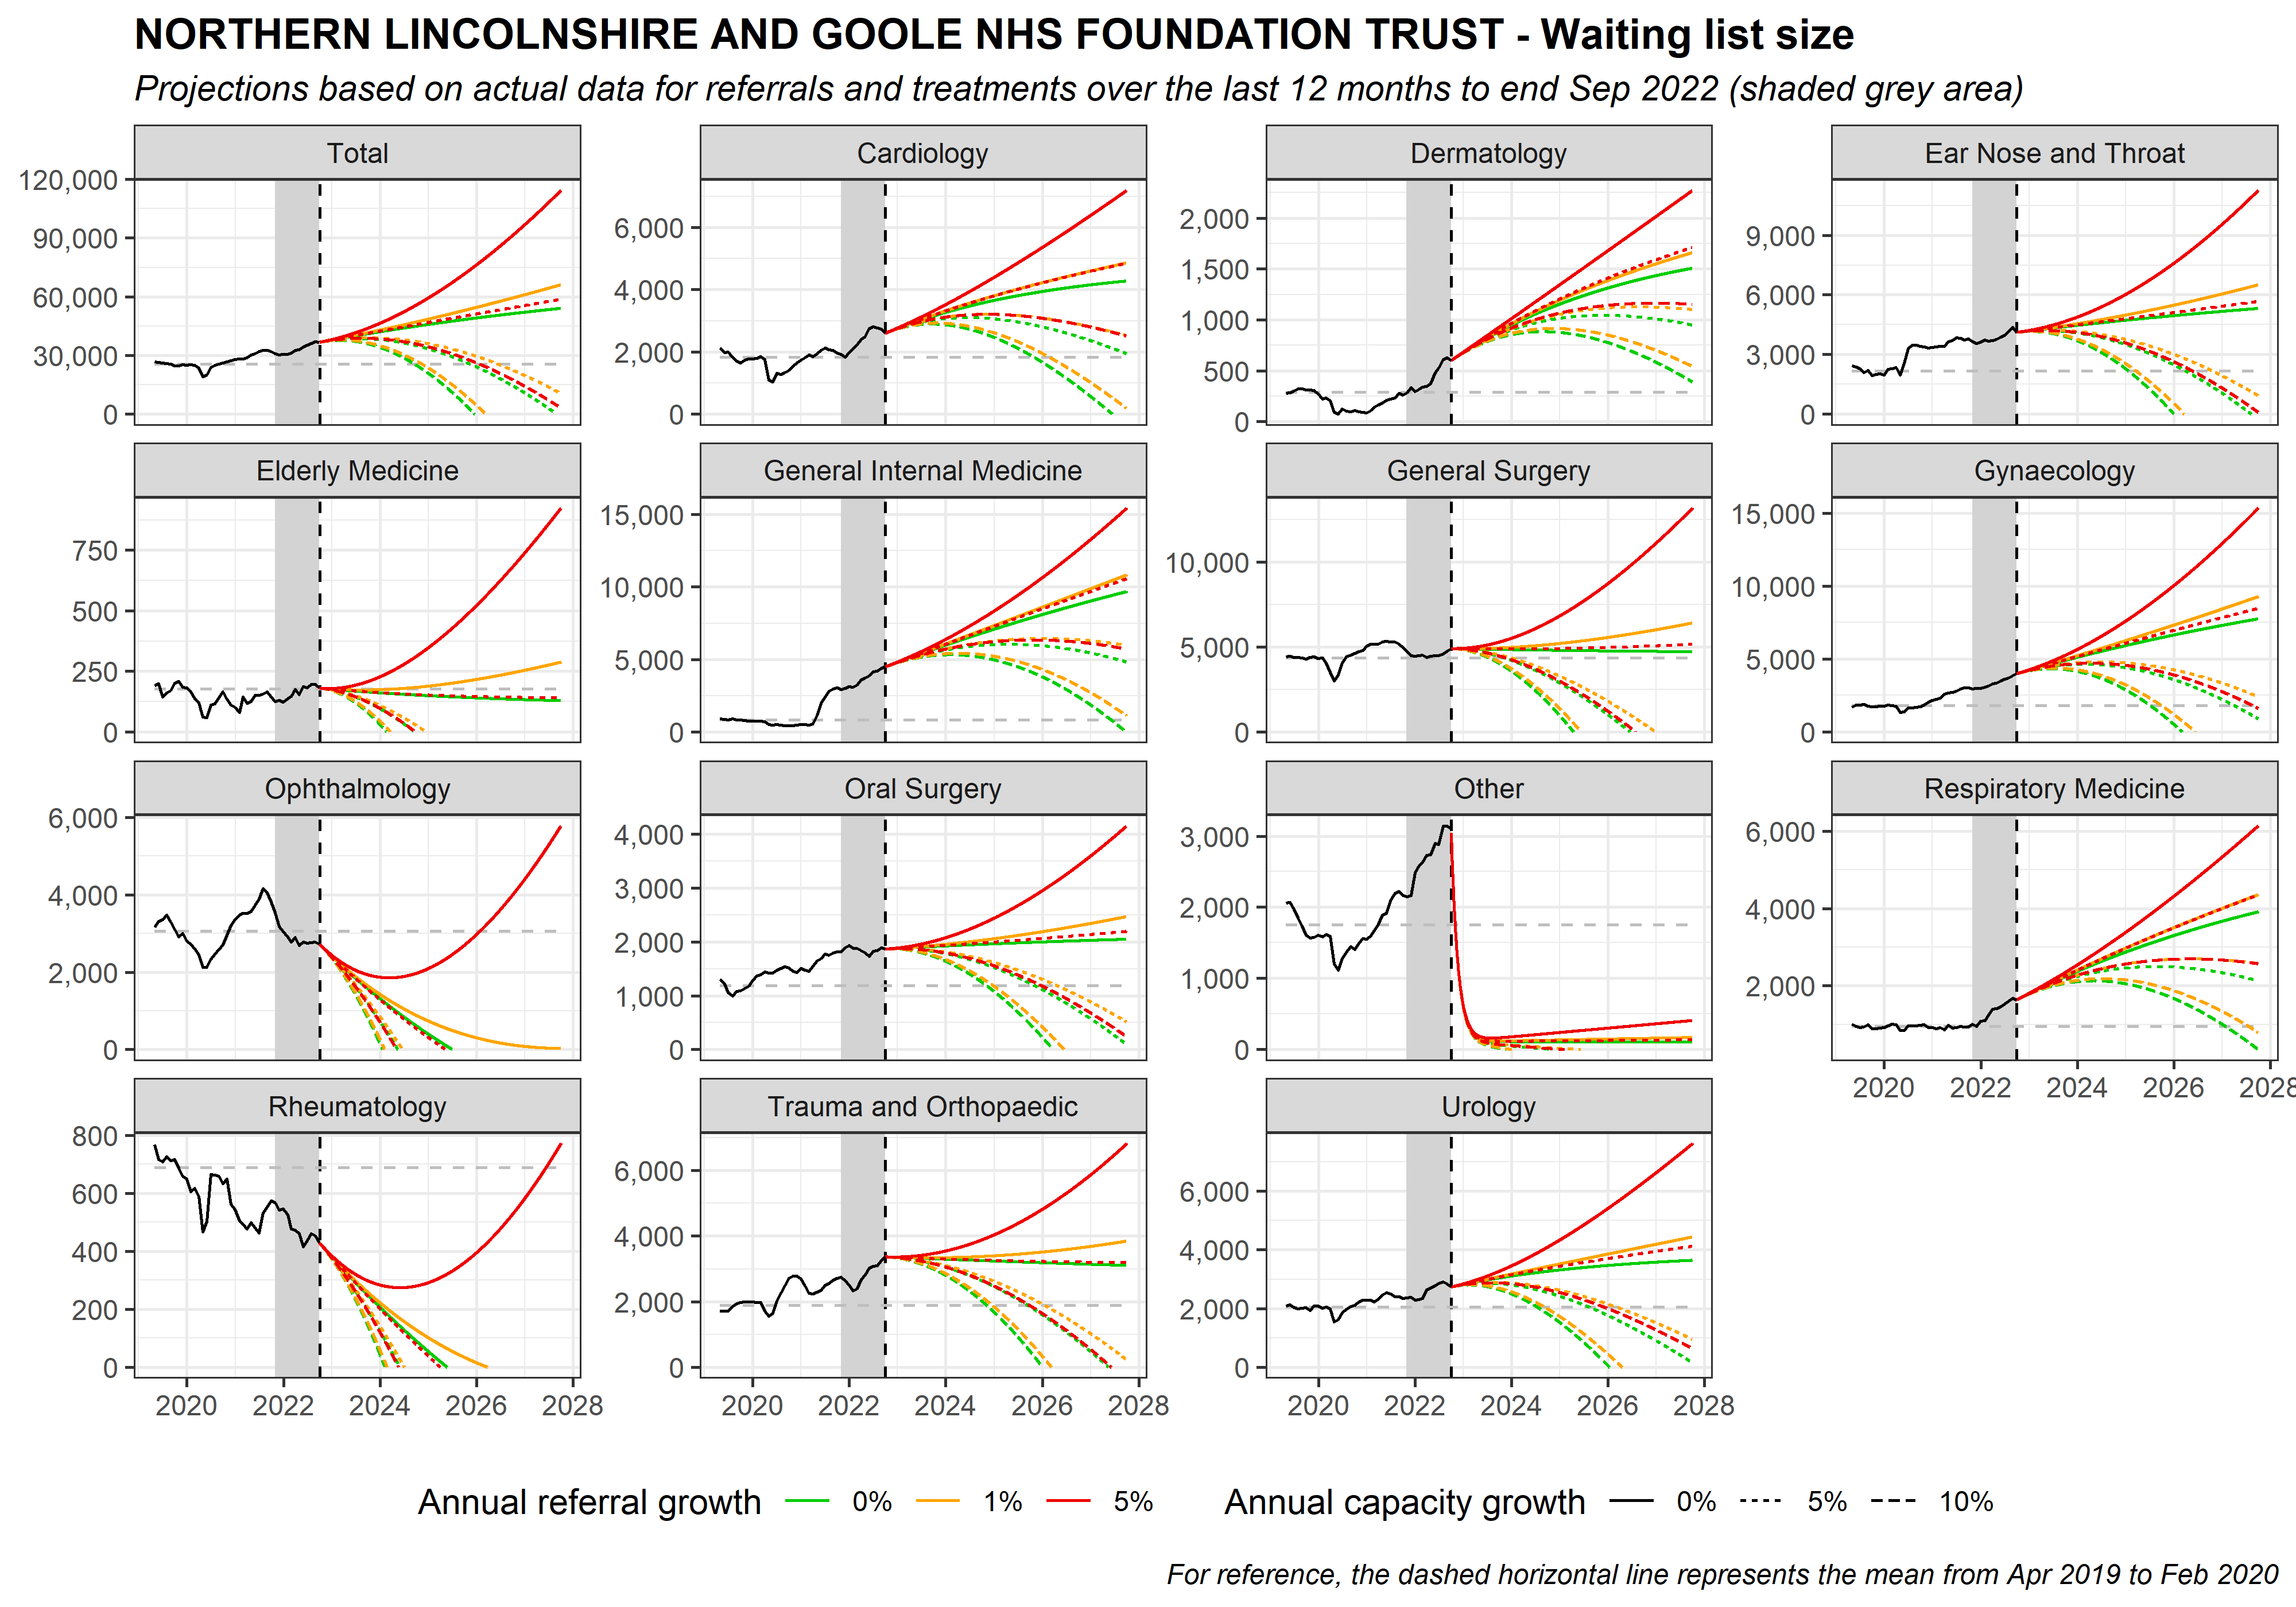 NORTHERN LINCOLNSHIRE AND GOOLE NHS FOUNDATION TRUST - Waiting list size
Projections based on actual data for referrals and treatments over the last 12 months to end Sep 2022 (shaded grey area)
Total
120,000
90,000
60,000
30,000
0
Cardiology
6,000
4,000
2,000
0
Dermatology
2,000
1,500
1,000
500
0
Ear Nose and Throat
9,000
6,000
3,000
0
Elderly Medicine
750
500
250
0
General Internal Medicine
15,000
10,000
5,000
0
General Surgery
10,000
5,000
0
Gynaecology
15,000
10,000
5,000
0
Ophthalmology
6,000
4,000
2,000
0
Oral Surgery
4,000
3,000
2,000
1,000
0
Other
3,000
2,000
1,000
0
Respiratory Medicine
6,000
4,000
2,000
2020 2022 2024 2026 2028
Rheumatology
800
600
400
200
0
2020 2022 2024 2026 2028
Trauma and Orthopaedic
6,000
4,000
2,000
0
2020 2022 2024 2026 2028
Urology
6,000
4,000
2,000
0
2020 2022 2024 2026 2028
Annual referral growth 0% 1% 5% Annual capacity growth 0% 5% 10%
For reference, the dashed horizontal line represents the mean from Apr 2019 to Feb 2020